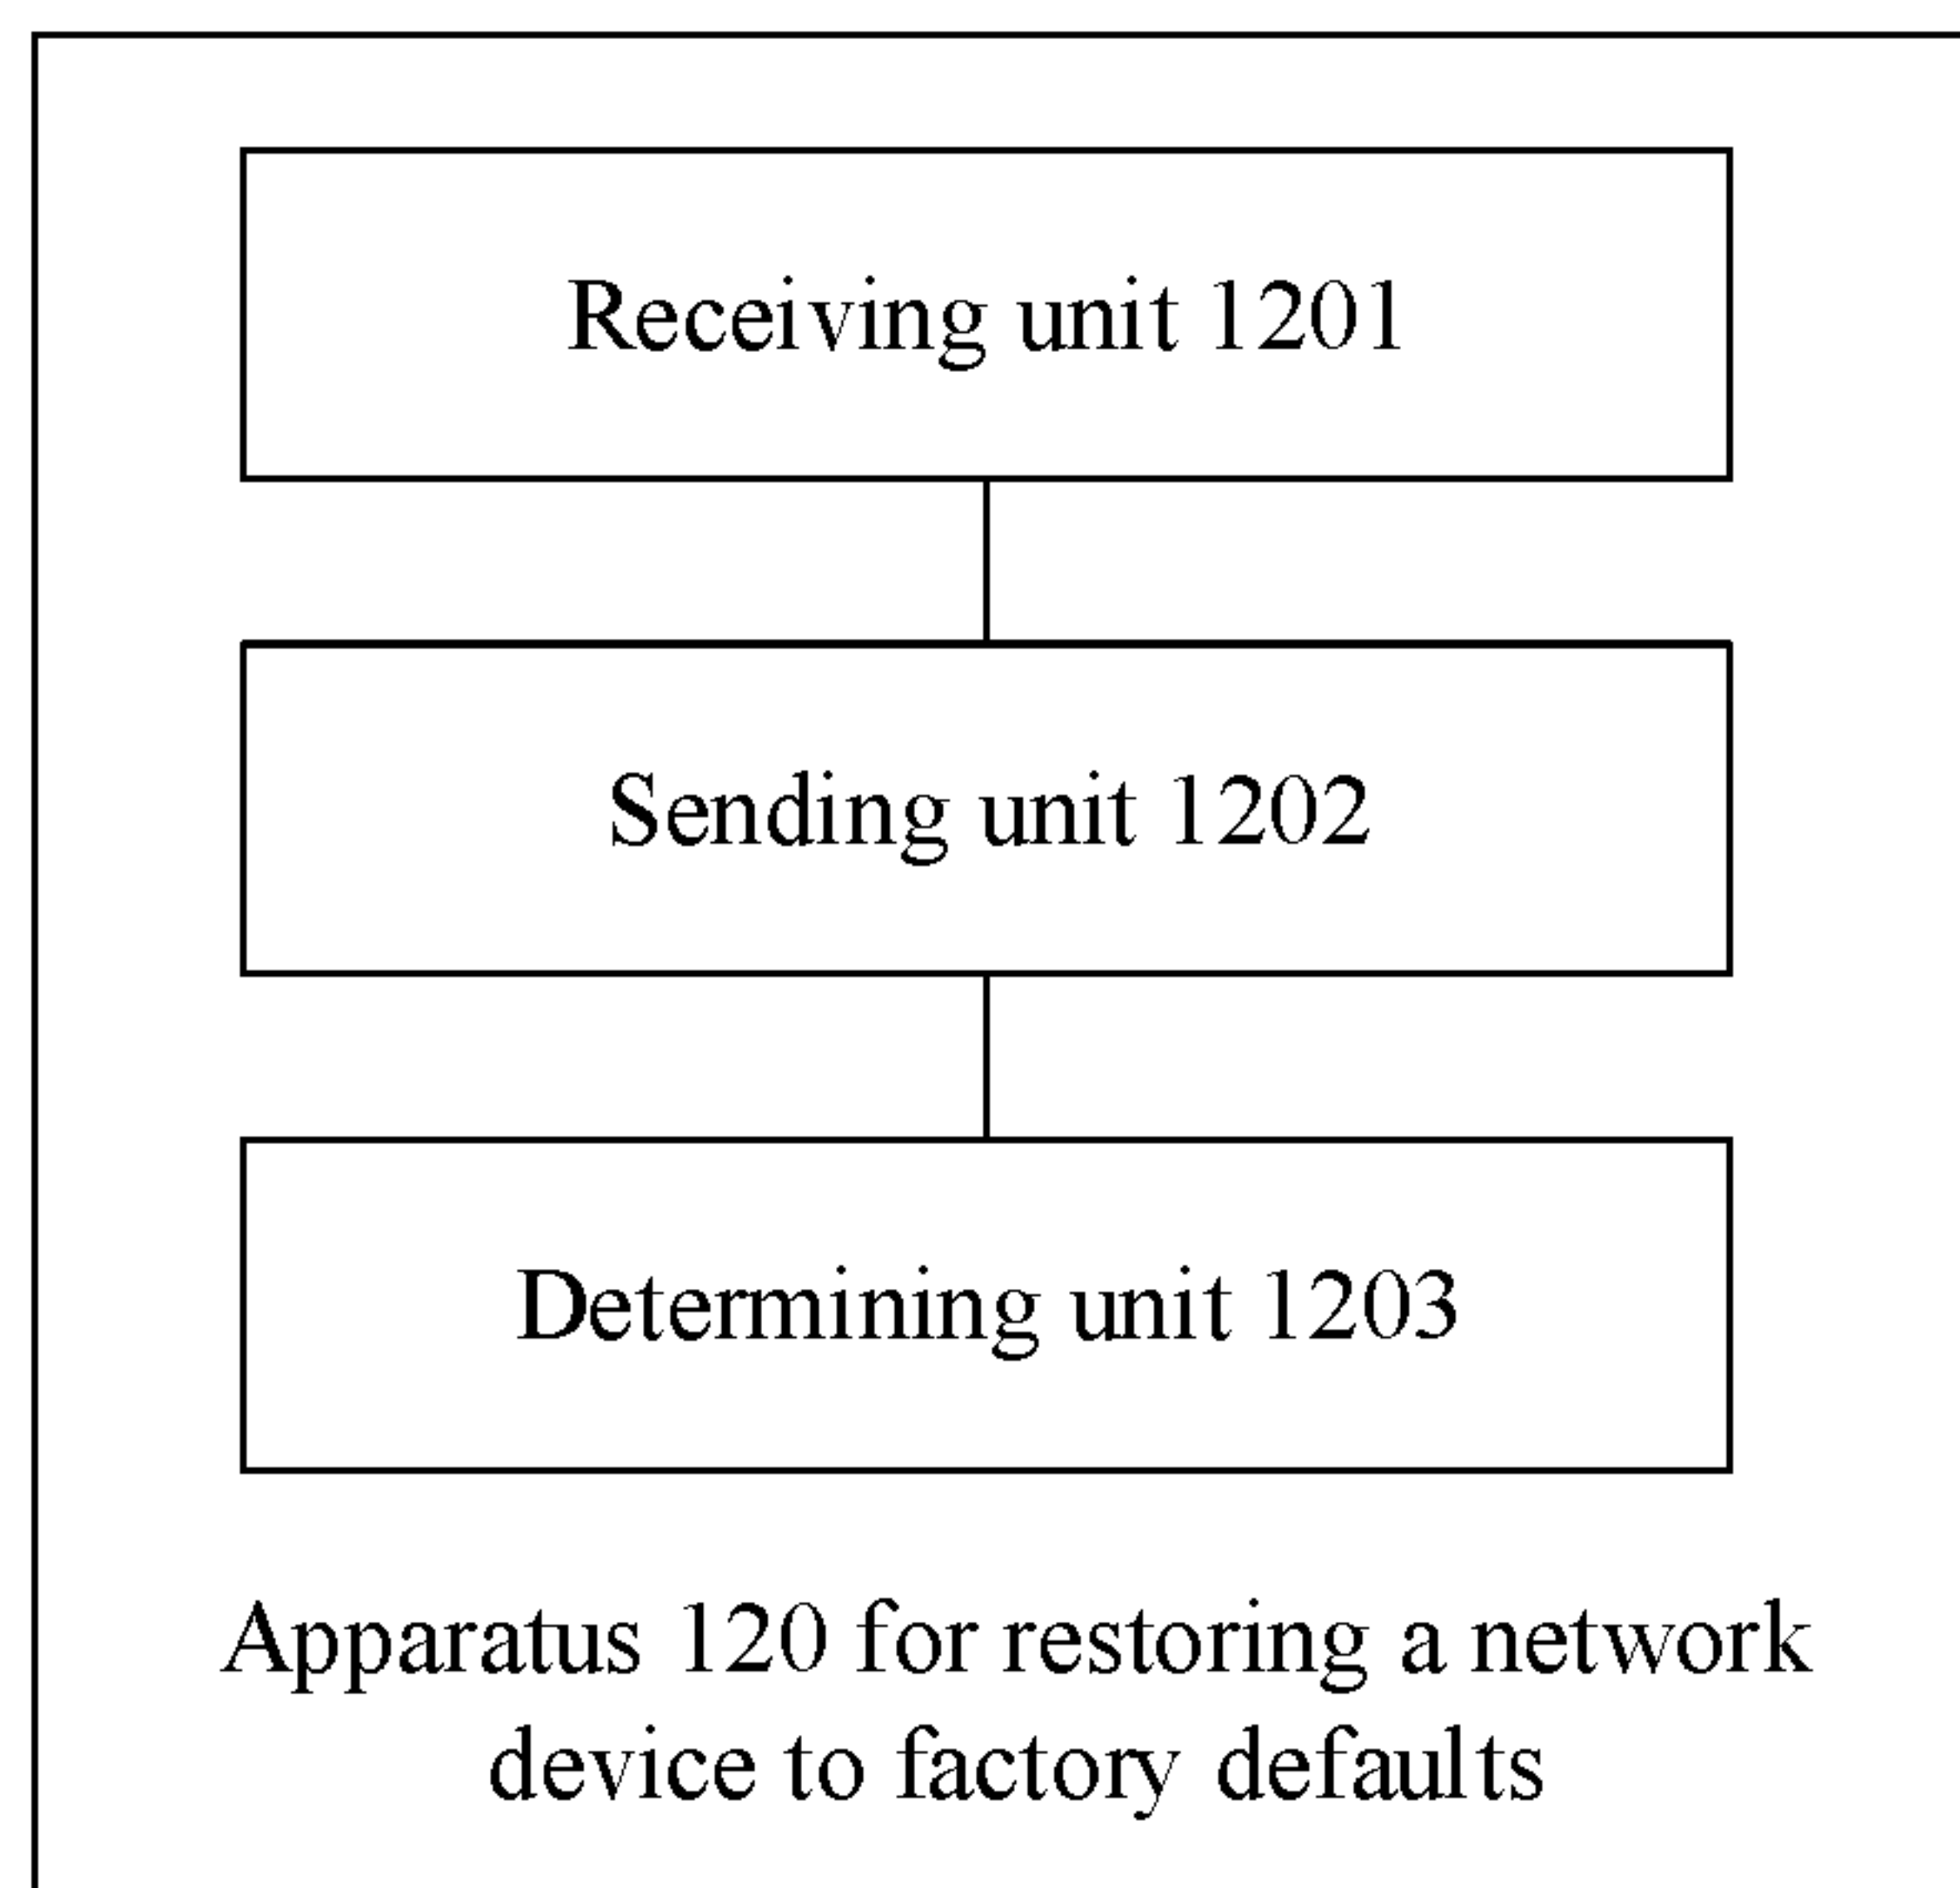 Receiving unit 1201
Sending unit 1202
Determining unit 1203
Apparatus 120 for restoring a network
device to factory defaults